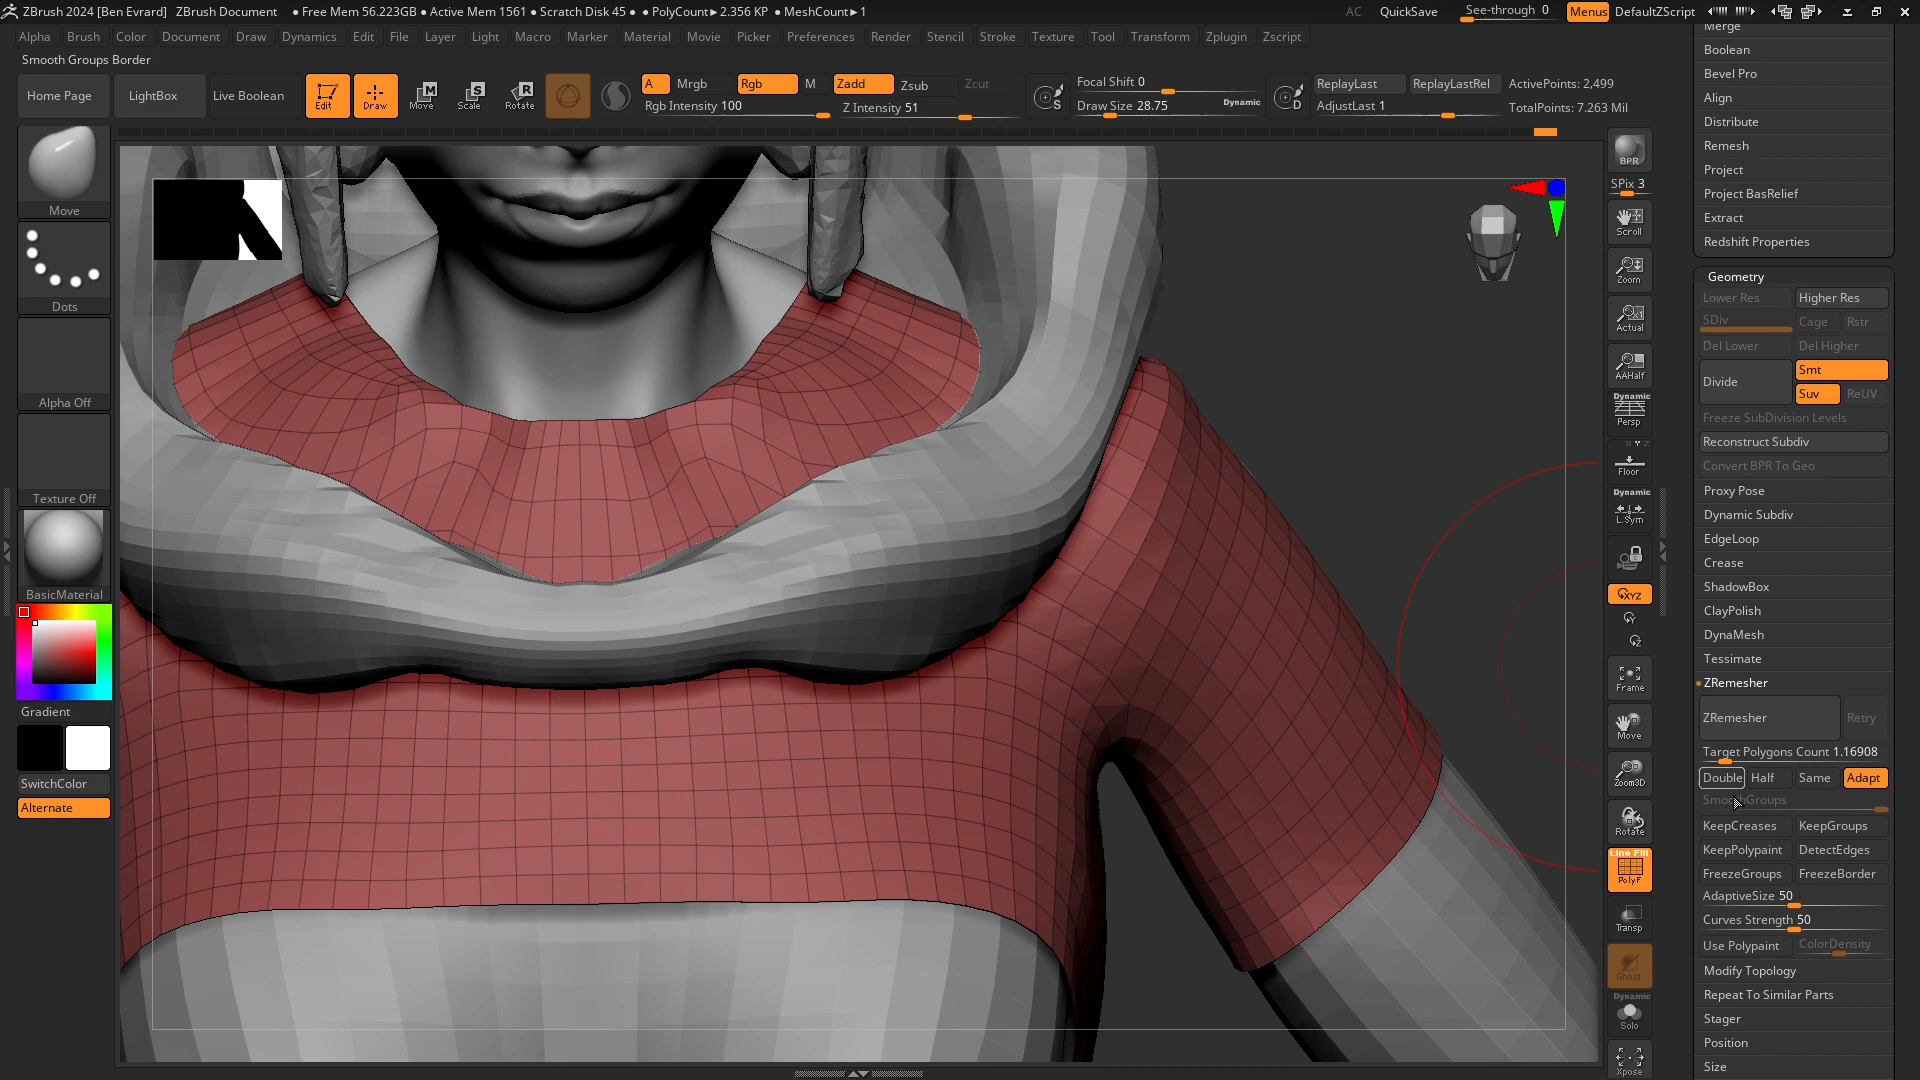 ZBrush 2024 [Ben Evrard] ZBrush Document ● Free Mem 56.223GB ● Active Mem 1561 ● Scratch Disk 45 ● ● PolyCount► 2.356 KP ● MeshCount► 1 AC QuickSave See-through 0 Menus DefaultZScript
Alpha Brush Color Document Draw Dynamics Edit File Layer Light Macro Marker Material Movie Picker Preferences Render Stencil Stroke Texture Tool Transform Zplugin Zscript
Smooth Groups Border
Home Page LightBox Live Boolean Edit Draw Move Scale Rotate
A Mrgb Rgb M Zadd Zsub Zcut
Rgb Intensity 100 Z Intensity 51
S Focal Shift 0
Draw Size 28.75 Dynamic
D ReplayLast ReplayLastRel ActivePoints: 2,499
AdjustLast 1 TotalPoints: 7.263 Mil
Move
Dots
Alpha Off
Texture Off
BasicMaterial
Gradient
SwitchColor
Alternate
BPR
SPix 3
Scroll
Zoom
Actual
AAHalf
Dynamic
Persp
Floor
Dynamic
L.Sym
XYZ
Y
Z
Frame
Move
Zoom3D
Rotate
Line Fill
PolyF
Transp
Ghost
Dynamic
Solo
Xpose
Merge
Boolean
Bevel Pro
Align
Distribute
Remesh
Project
Project BasRelief
Extract
Redshift Properties
Geometry
Lower Res Higher Res
SDiv Cage Rstr
Del Lower Del Higher
Divide Smt
Suv ReUV
Freeze SubDivision Levels
Reconstruct Subdiv
Convert BPR To Geo
Proxy Pose
Dynamic Subdiv
EdgeLoop
Crease
ShadowBox
ClayPolish
DynaMesh
Tessimate
ZRemesher
ZRemesher Retry
Target Polygons Count 1.16908
Double Half Same Adapt
SmoothGroups
KeepCreases KeepGroups
KeepPolypaint DetectEdges
FreezeGroups FreezeBorder
AdaptiveSize 50
Curves Strength 50
Use Polypaint ColorDensity
Modify Topology
Repeat To Similar Parts
Stager
Position
Size